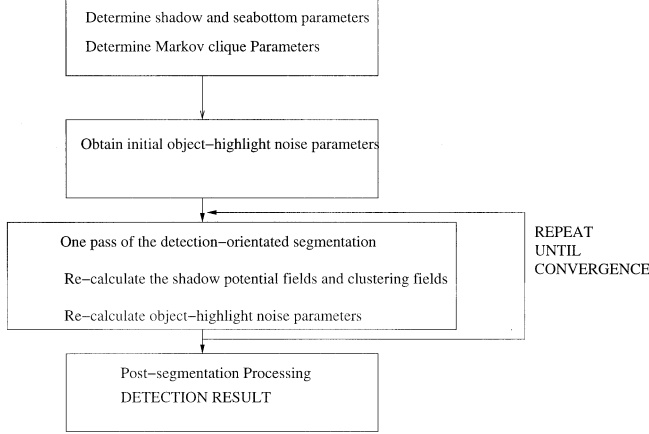 Determine shadow and seabottom parameters
Determine Markov clique Parameters
Obtain initial object-highlight noise parameters
One pass of the detection-orientated segmentation
Re-calculate the shadow potential fields and clustering fields
Re-calculate object-highlight noise parameters
REPEAT
UNTIL
CONVERGENCE
Post-segmentation Processing
DETECTION RESULT